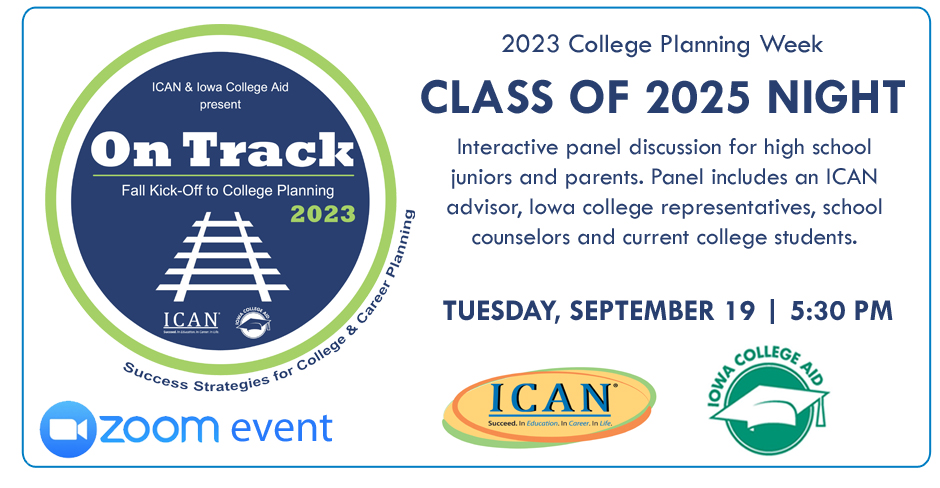 ICAN & Iowa College Aid
present
On Track
Fall Kick-Off to College Planning
2023
ICAN
Succeed. In Education. In Career. In Life.
IOWA COLLEGE AID
Success Strategies for College & Career Planning
zoom event
2023 College Planning Week
CLASS OF 2025 NIGHT
Interactive panel discussion for high school
juniors and parents. Panel includes an ICAN
advisor, Iowa college representatives, school
counselors and current college students.
TUESDAY, SEPTEMBER 19 | 5:30 PM
ICAN®
Succeed. In Education. In Career. In Life.
IOWA COLLEGE AID